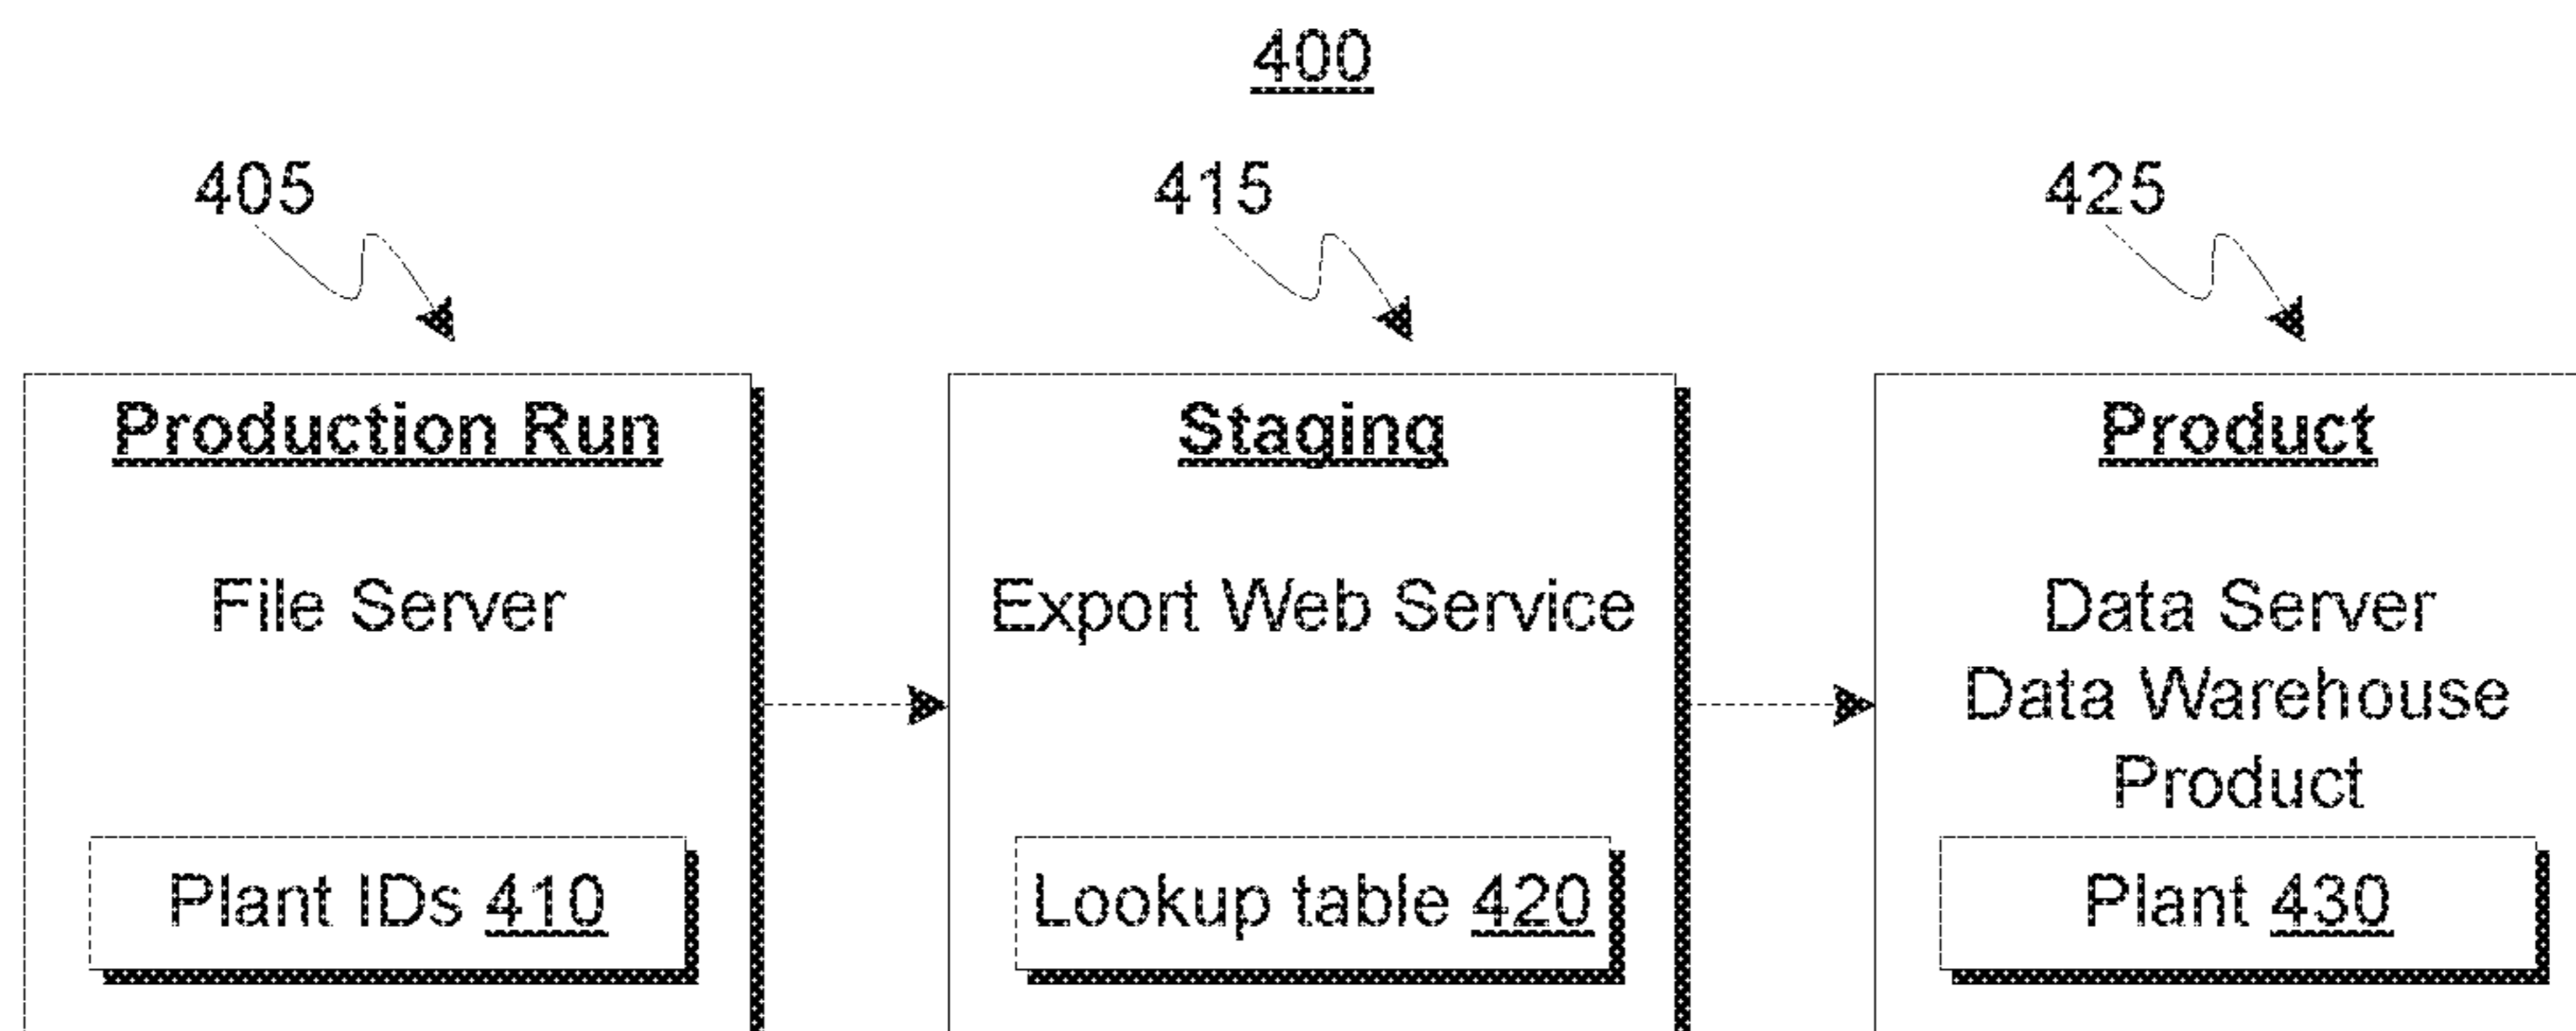 400
405
415
425
Production Run
File Server
Plant IDs 410
Staging
Export Web Service
Lookup table 420
Product
Data Server
Data Warehouse
Product
Plant 430